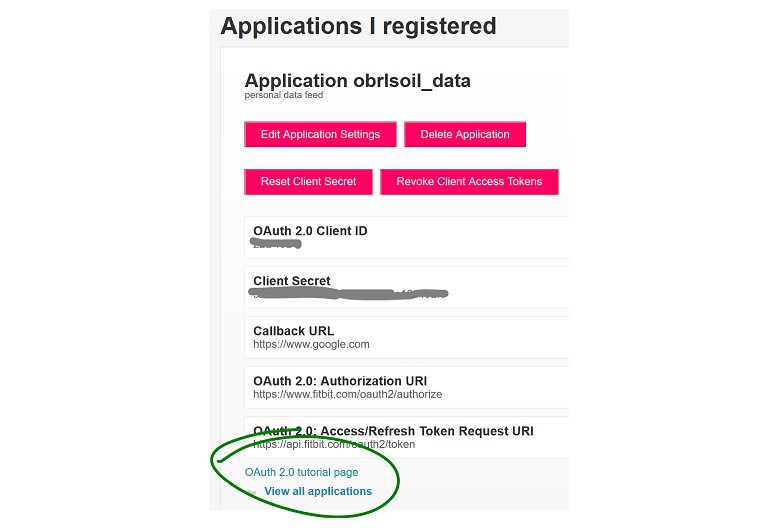 Applications I registered
Application obrlsoil_data
personal data feed
Edit Application Settings
Delete Application
Reset Client Secret
Revoke Client Access Tokens
OAuth 2.0 Client ID
Client Secret
Callback URL
https://www.google.com
OAuth 2.0: Authorization URI
https://www.fitbit.com/oauth2/authorize
OAuth 2.0: Access/Refresh Token Request URI
https://api.fitbit.com/oauth2/token
OAuth 2.0 tutorial page
View all applications